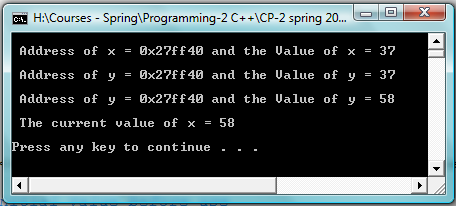 H:\Courses - Spring\Programming-2 C++\CP-2 spring 20...
Address of x = 0x27ff40 and the Value of x = 37
Address of y = 0x27ff40 and the Value of y = 37
Address of y = 0x27ff40 and the Value of y = 58
The current value of x = 58
Press any key to continue . . .